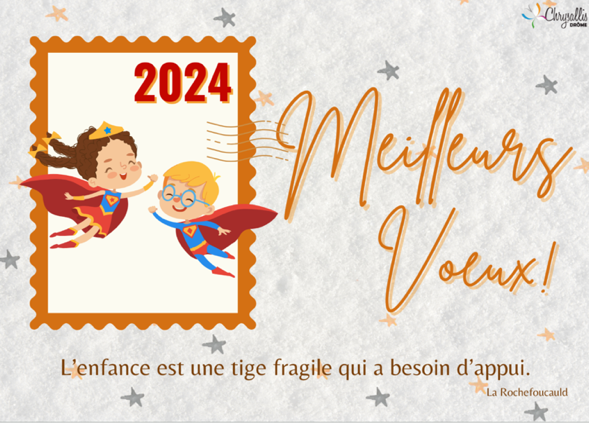 Chrysallis
DRÔME
2024
Meilleurs
Voeux!
L'enfance est une tige fragile qui a besoin d'appui.
La Rochefoucauld